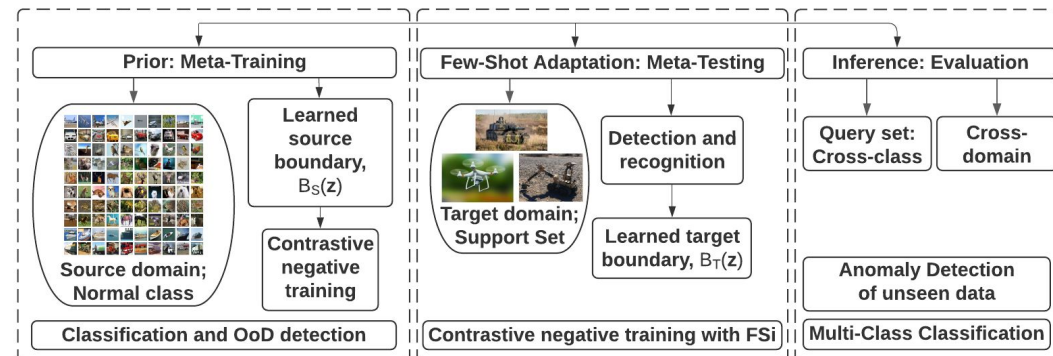 Prior: Meta-Training
Learned
source
boundary,
B_S(z)
Source domain;
Normal class
Contrastive
negative
training
Classification and OoD detection
Few-Shot Adaptation: Meta-Testing
Detection and
recognition
Target domain;
Support Set
Learned target
boundary, B_T(z)
Contrastive negative training with FSi
Inference: Evaluation
Query set:
Cross-class
Cross-
domain
Anomaly Detection
of unseen data
Multi-Class Classification